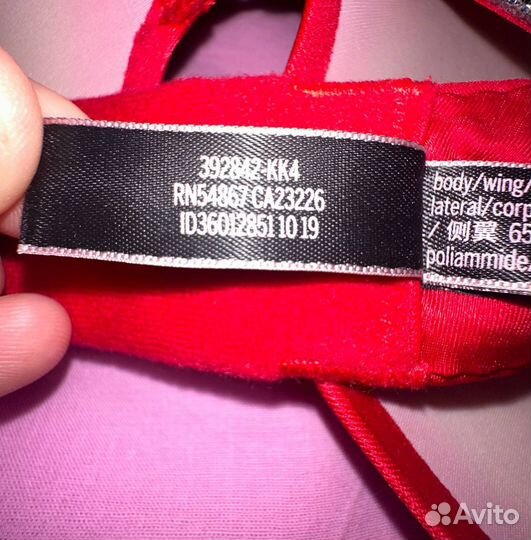 392842-KK4
RN54867 CA23226
ID36012851 10 19
body/wing/
lateral/corp
/ 侧翼 65
poliammide,
Avito